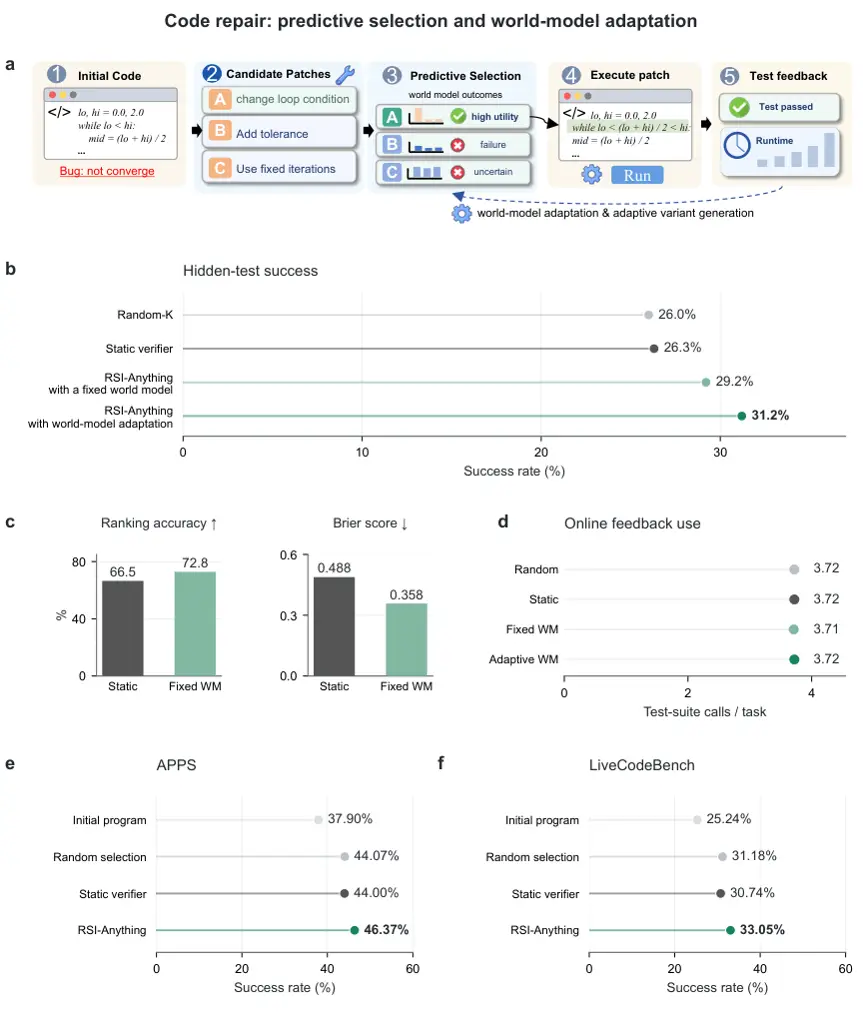 Code repair: predictive selection and world-model adaptation
a
1 Initial Code
</> lo, hi = 0.0, 2.0
while lo < hi:
mid = (lo + hi) / 2
...
Bug: not converge
2 Candidate Patches
A change loop condition
B Add tolerance
C Use fixed iterations
3 Predictive Selection
world model outcomes
A high utility
B failure
C uncertain
4 Execute patch
</> lo, hi = 0.0, 2.0
while lo < (lo + hi) / 2 < hi:
mid = (lo + hi) / 2
...
Run
5 Test feedback
Test passed
Runtime
world-model adaptation & adaptive variant generation
b
Hidden-test success
Random-K 26.0%
Static verifier 26.3%
RSI-Anything
with a fixed world model 29.2%
RSI-Anything
with world-model adaptation 31.2%
0 10 20 30
Success rate (%)
c
Ranking accuracy ↑
%
80
40
0
66.5
72.8
Static Fixed WM
Brier score ↓
0.6
0.3
0.0
0.488
0.358
Static Fixed WM
d
Online feedback use
Random 3.72
Static 3.72
Fixed WM 3.71
Adaptive WM 3.72
0 2 4
Test-suite calls / task
e
APPS
Initial program 37.90%
Random selection 44.07%
Static verifier 44.00%
RSI-Anything 46.37%
0 20 40 60
Success rate (%)
f
LiveCodeBench
Initial program 25.24%
Random selection 31.18%
Static verifier 30.74%
RSI-Anything 33.05%
0 20 40 60
Success rate (%)